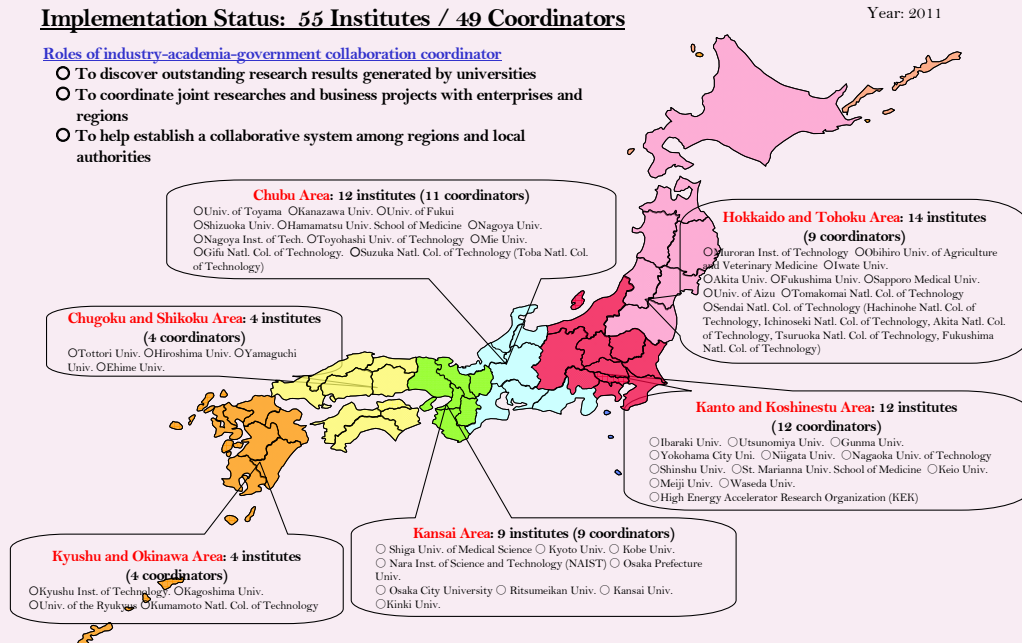 Implementation Status: 55 Institutes / 49 Coordinators
Year: 2011
Roles of industry-academia-government collaboration coordinator
○ To discover outstanding research results generated by universities
○ To coordinate joint researches and business projects with enterprises and
regions
○ To help establish a collaborative system among regions and local
authorities
Chubu Area: 12 institutes (11 coordinators)
○Univ. of Toyama ○Kanazawa Univ. ○Univ. of Fukui
○Shizuoka Univ. ○Hamamatsu Univ. School of Medicine ○Nagoya Univ.
○Nagoya Inst. of Tech. ○Toyohashi Univ. of Technology ○Mie Univ.
○Gifu Natl. Col. of Technology. ○Suzuka Natl. Col. of Technology (Toba Natl. Col.
of Technology)
Hokkaido and Tohoku Area: 14 institutes
(9 coordinators)
○Muroran Inst. of Technology ○Obihiro Univ. of Agriculture
and Veterinary Medicine ○Iwate Univ.
○Akita Univ. ○Fukushima Univ. ○Sapporo Medical Univ.
○Univ. of Aizu ○Tomakomai Natl. Col. of Technology
○Sendai Natl. Col. of Technology (Hachinohe Natl. Col. of
Technology, Ichinoseki Natl. Col. of Technology, Akita Natl. Col.
of Technology, Tsuruoka Natl. Col. of Technology, Fukushima
Natl. Col. of Technology)
Chugoku and Shikoku Area: 4 institutes
(4 coordinators)
○Tottori Univ. ○Hiroshima Univ. ○Yamaguchi
Univ. ○Ehime Univ.
Kanto and Koshinestu Area: 12 institutes
(12 coordinators)
○Ibaraki Univ. ○Utsunomiya Univ. ○Gunma Univ.
○Yokohama City Uni. ○Niigata Univ. ○Nagaoka Univ. of Technology
○Shinshu Univ. ○St. Marianna Univ. School of Medicine ○Keio Univ.
○Meiji Univ. ○Waseda Univ.
○High Energy Accelerator Research Organization (KEK)
Kansai Area: 9 institutes (9 coordinators)
○ Shiga Univ. of Medical Science ○ Kyoto Univ. ○ Kobe Univ.
○ Nara Inst. of Science and Technology (NAIST) ○ Osaka Prefecture
Univ.
○ Osaka City University ○ Ritsumeikan Univ. ○ Kansai Univ.
○Kinki Univ.
Kyushu and Okinawa Area: 4 institutes
(4 coordinators)
○Kyushu Inst. of Technology. ○Kagoshima Univ.
○Univ. of the Ryukyus ○Kumamoto Natl. Col. of Technology